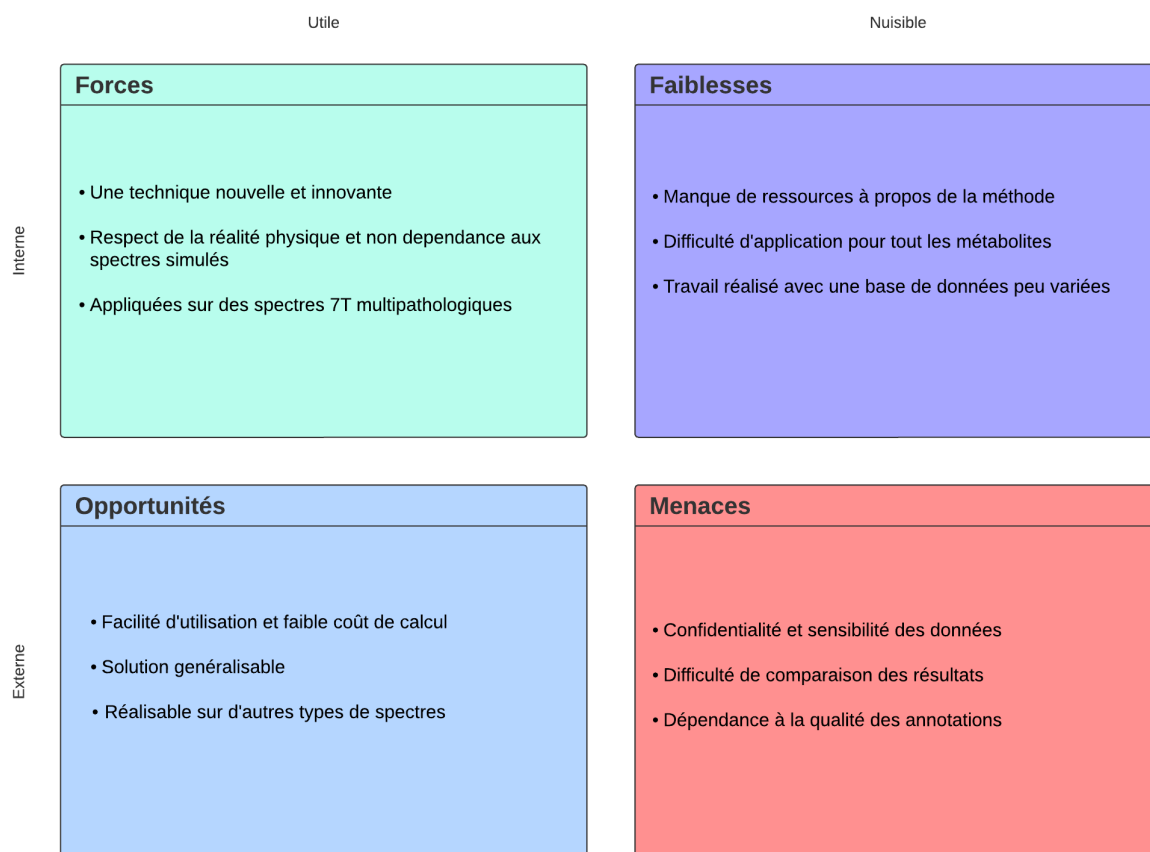 Utile
Nuisible
Interne
Forces
• Une technique nouvelle et innovante
• Respect de la réalité physique et non dependance aux
spectres simulés
• Appliquées sur des spectres 7T multipathologiques
Faiblesses
• Manque de ressources à propos de la méthode
• Difficulté d'application pour tout les métabolites
• Travail réalisé avec une base de données peu variées
Externe
Opportunités
• Facilité d'utilisation et faible coût de calcul
• Solution genéralisable
• Réalisable sur d'autres types de spectres
Menaces
• Confidentialité et sensibilité des données
• Difficulté de comparaison des résultats
• Dépendance à la qualité des annotations